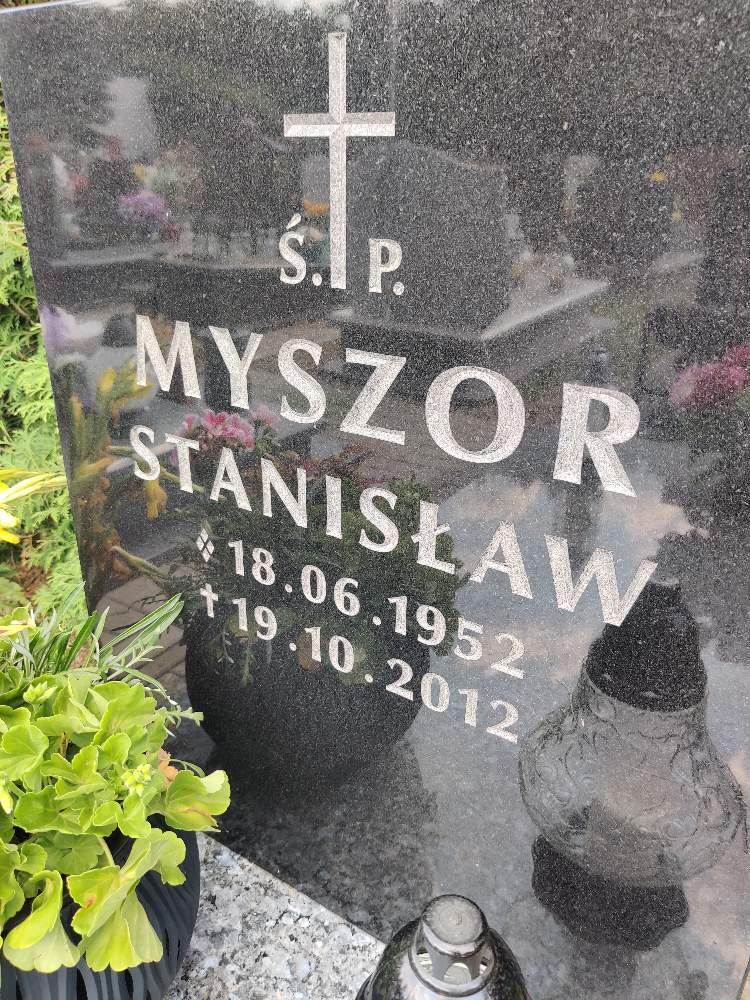 Ś. P.
MYSZOR
STANISŁAW
18.06.1952
19.10.2012